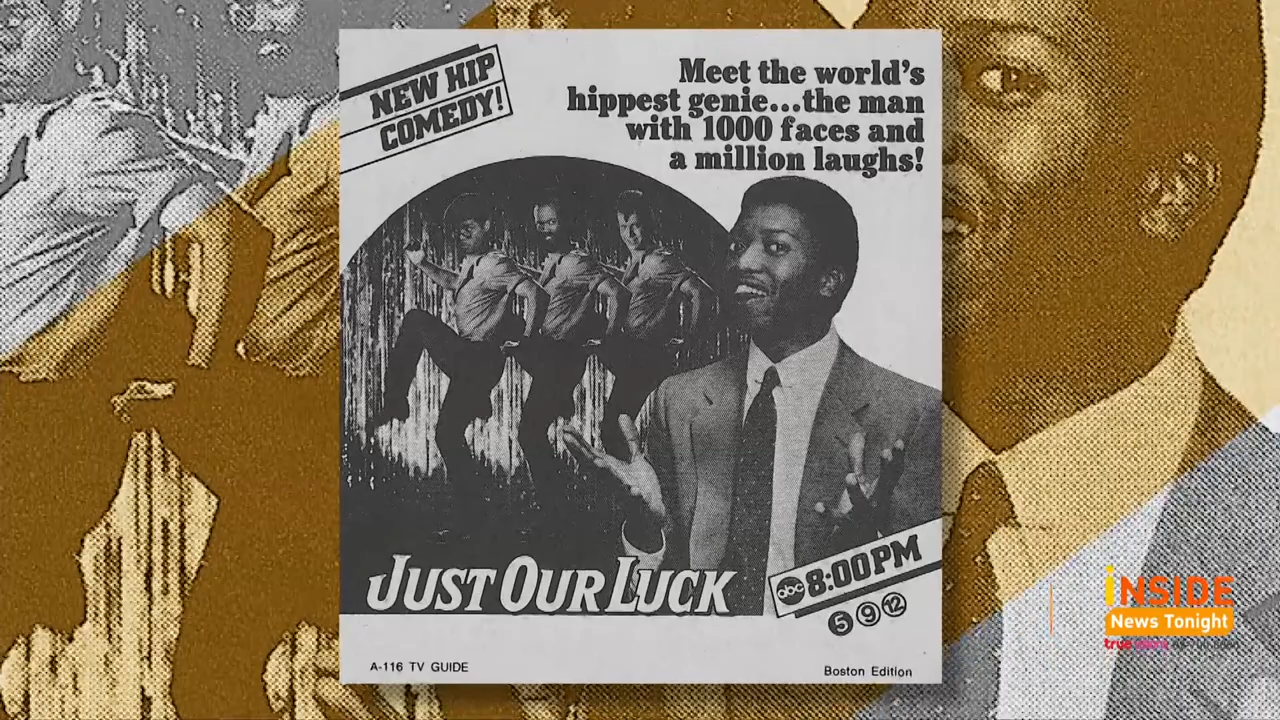 NEW HIP
COMEDY!
Meet the world's
hippest genie...the man
with 1000 faces and
a million laughs!
JUST OUR LUCK
abc 8:00PM
5 9 12
A-116 TV GUIDE
Boston Edition
iNSIDE
News Tonight
true